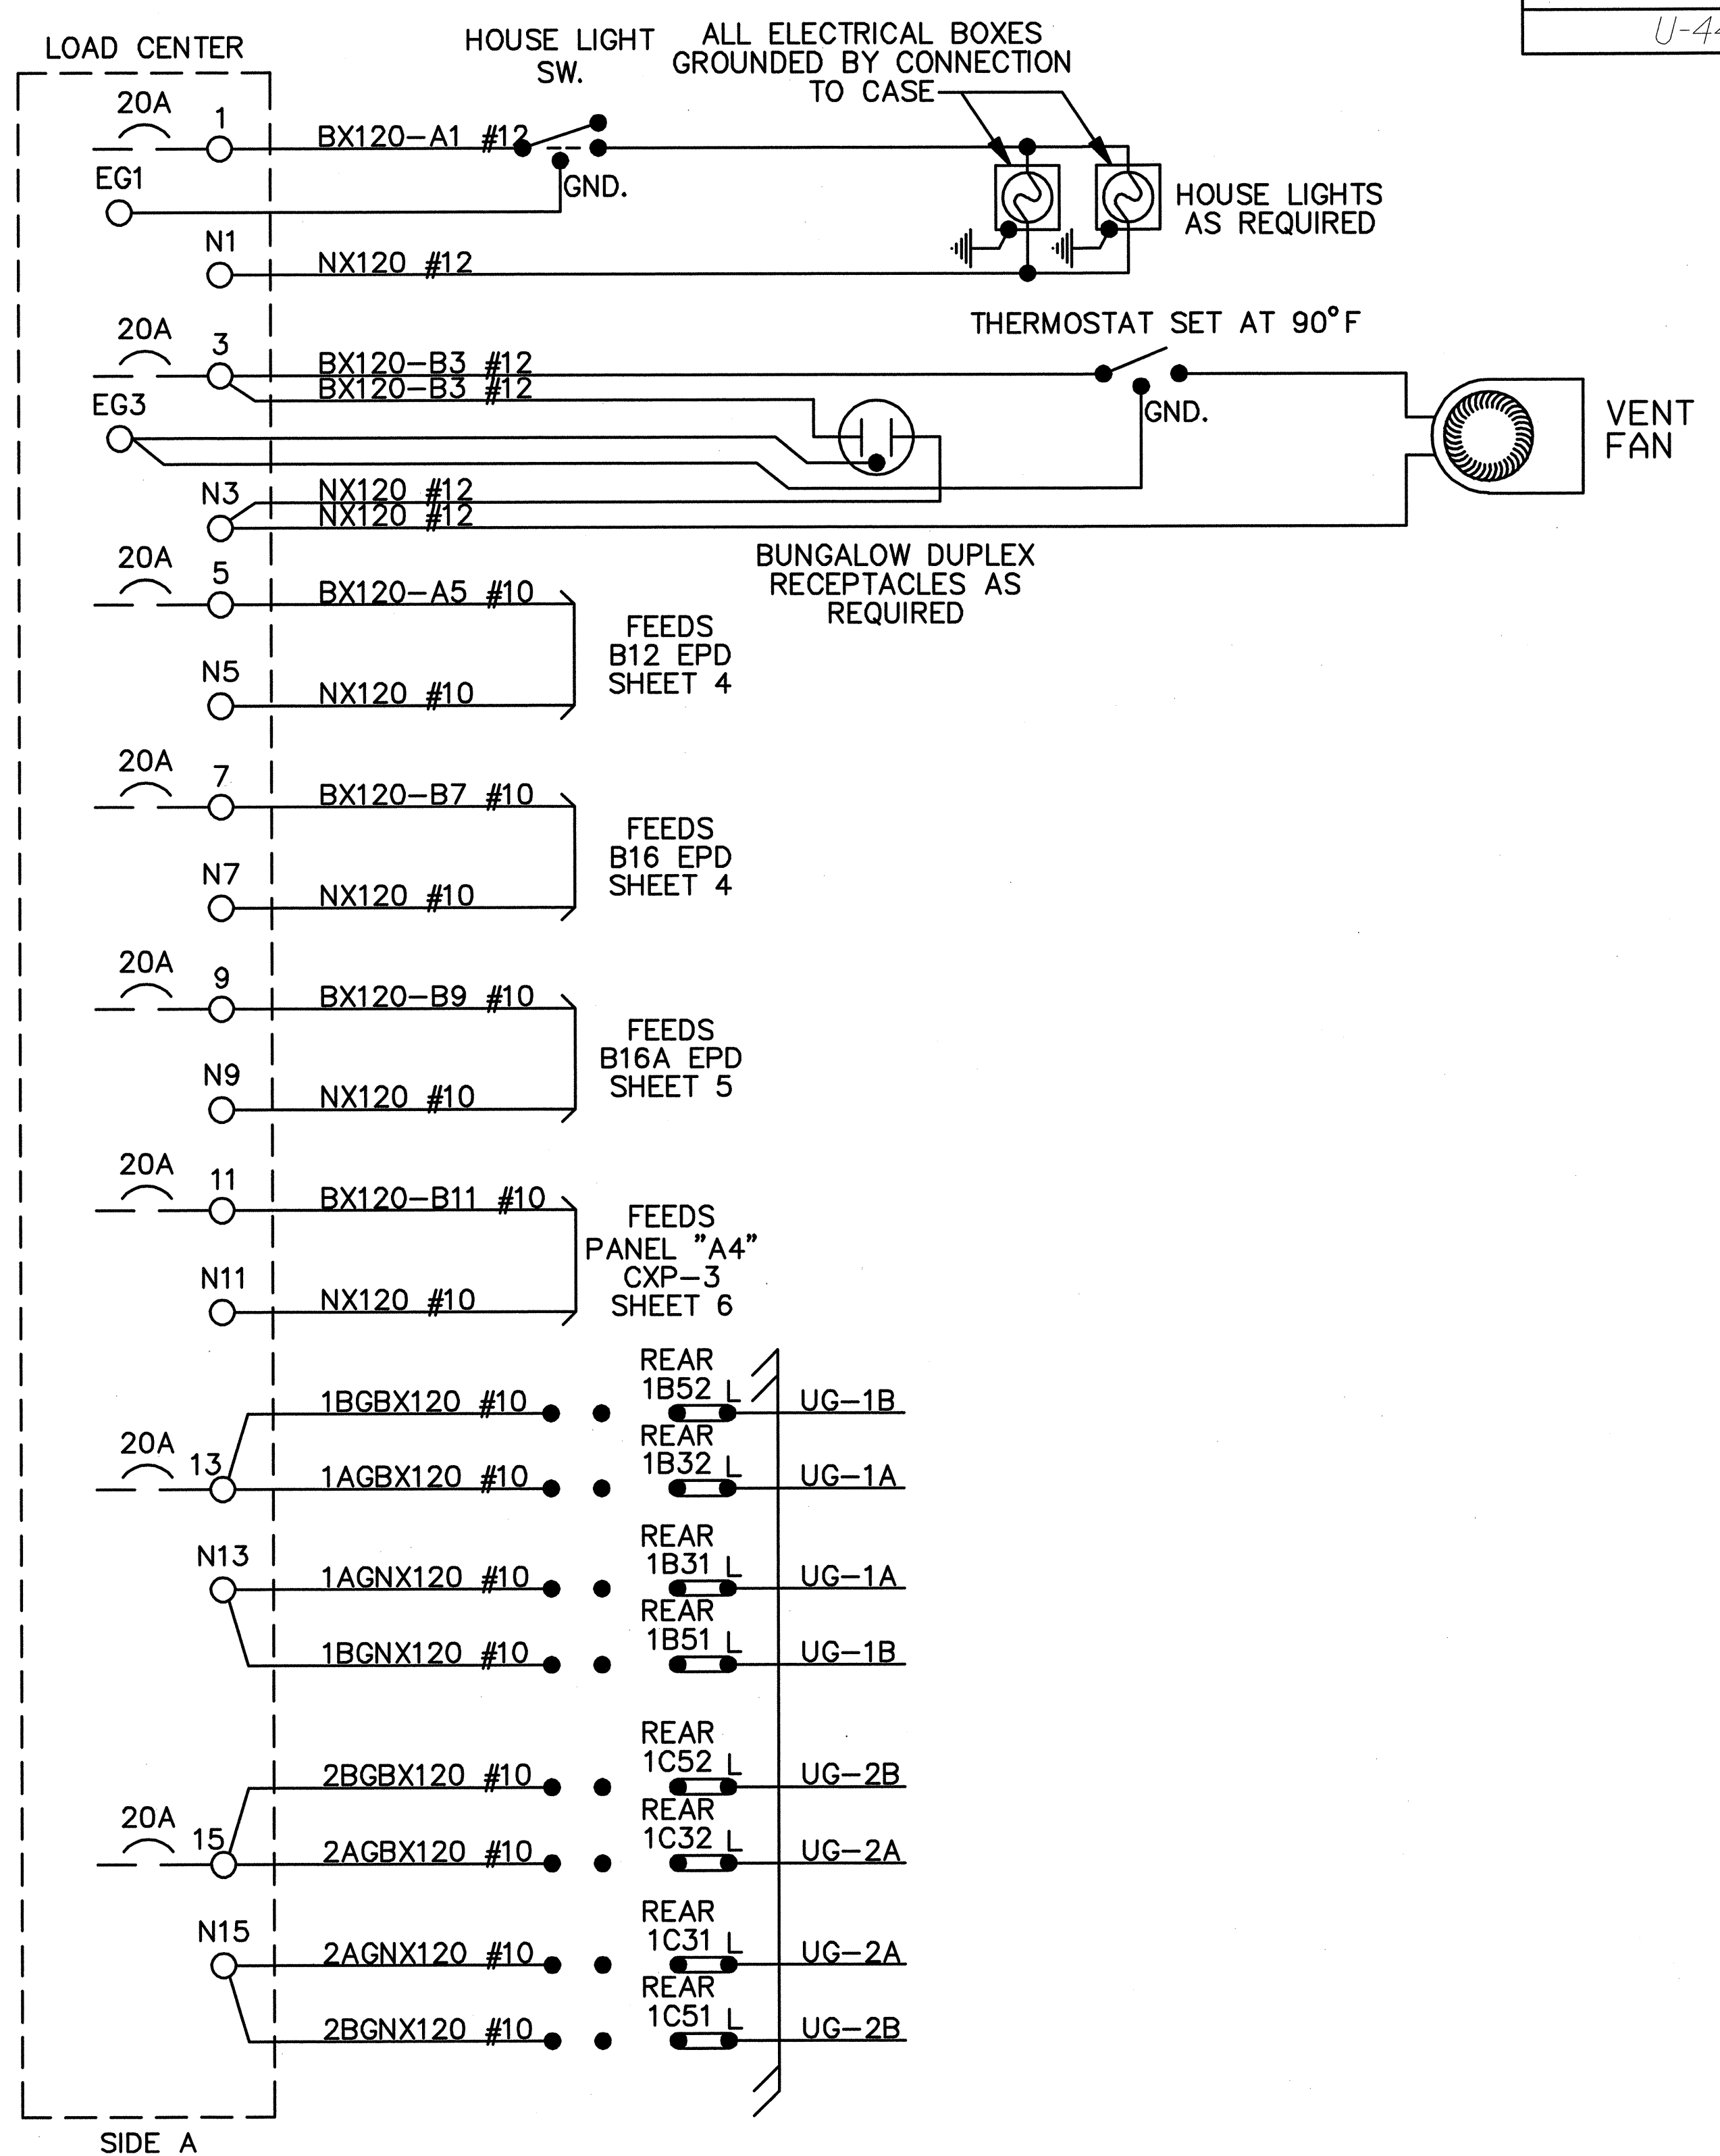 U-44
LOAD CENTER
HOUSE LIGHT
SW.
ALL ELECTRICAL BOXES
GROUNDED BY CONNECTION
TO CASE
20A
1
BX120-A1 #12
EG1
GND.
HOUSE LIGHTS
AS REQUIRED
N1
NX120 #12
THERMOSTAT SET AT 90°F
20A
3
BX120-B3 #12
BX120-B3 #12
EG3
GND.
VENT
FAN
N3
NX120 #12
NX120 #12
BUNGALOW DUPLEX
RECEPTACLES AS
REQUIRED
20A
5
BX120-A5 #10
FEEDS
B12 EPD
SHEET 4
N5
NX120 #10
20A
7
BX120-B7 #10
FEEDS
B16 EPD
SHEET 4
N7
NX120 #10
20A
9
BX120-B9 #10
FEEDS
B16A EPD
SHEET 5
N9
NX120 #10
20A
11
BX120-B11 #10
FEEDS
PANEL "A4"
CXP-3
SHEET 6
N11
NX120 #10
REAR
1BGBX120 #10
1B52 L
UG-1B
REAR
20A
13
1AGBX120 #10
1B32 L
UG-1A
REAR
N13
1AGNX120 #10
1B31 L
UG-1A
REAR
1BGNX120 #10
1B51 L
UG-1B
REAR
2BGBX120 #10
1C52 L
UG-2B
REAR
20A
15
2AGBX120 #10
1C32 L
UG-2A
REAR
N15
2AGNX120 #10
1C31 L
UG-2A
REAR
2BGNX120 #10
1C51 L
UG-2B
SIDE A